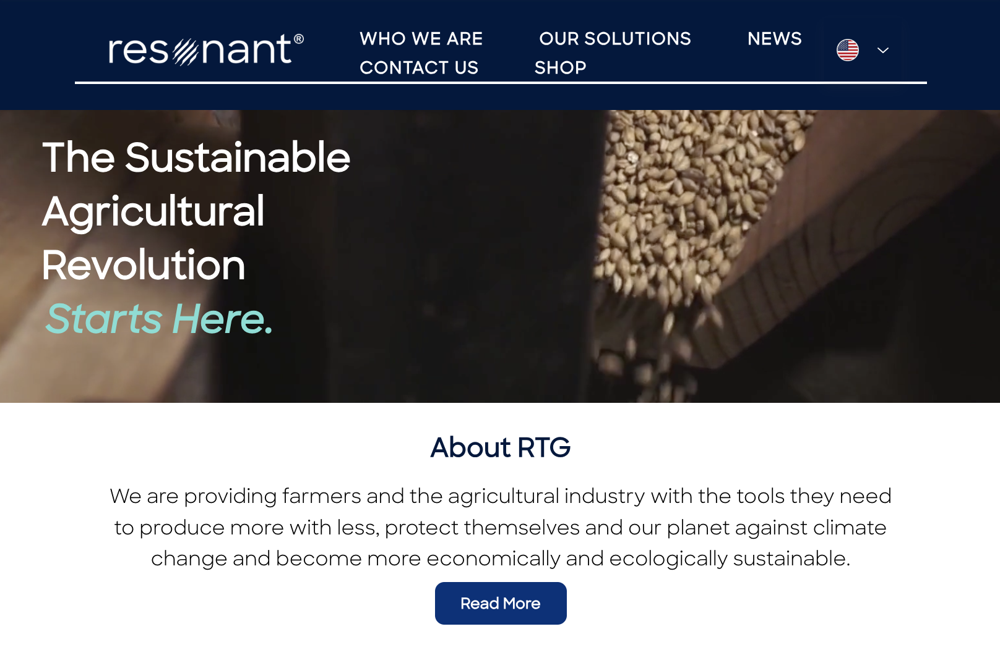 resonant®
WHO WE ARE OUR SOLUTIONS NEWS
CONTACT US SHOP
The Sustainable
Agricultural
Revolution
Starts Here.
About RTG
We are providing farmers and the agricultural industry with the tools they need
to produce more with less, protect themselves and our planet against climate
change and become more economically and ecologically sustainable.
Read More